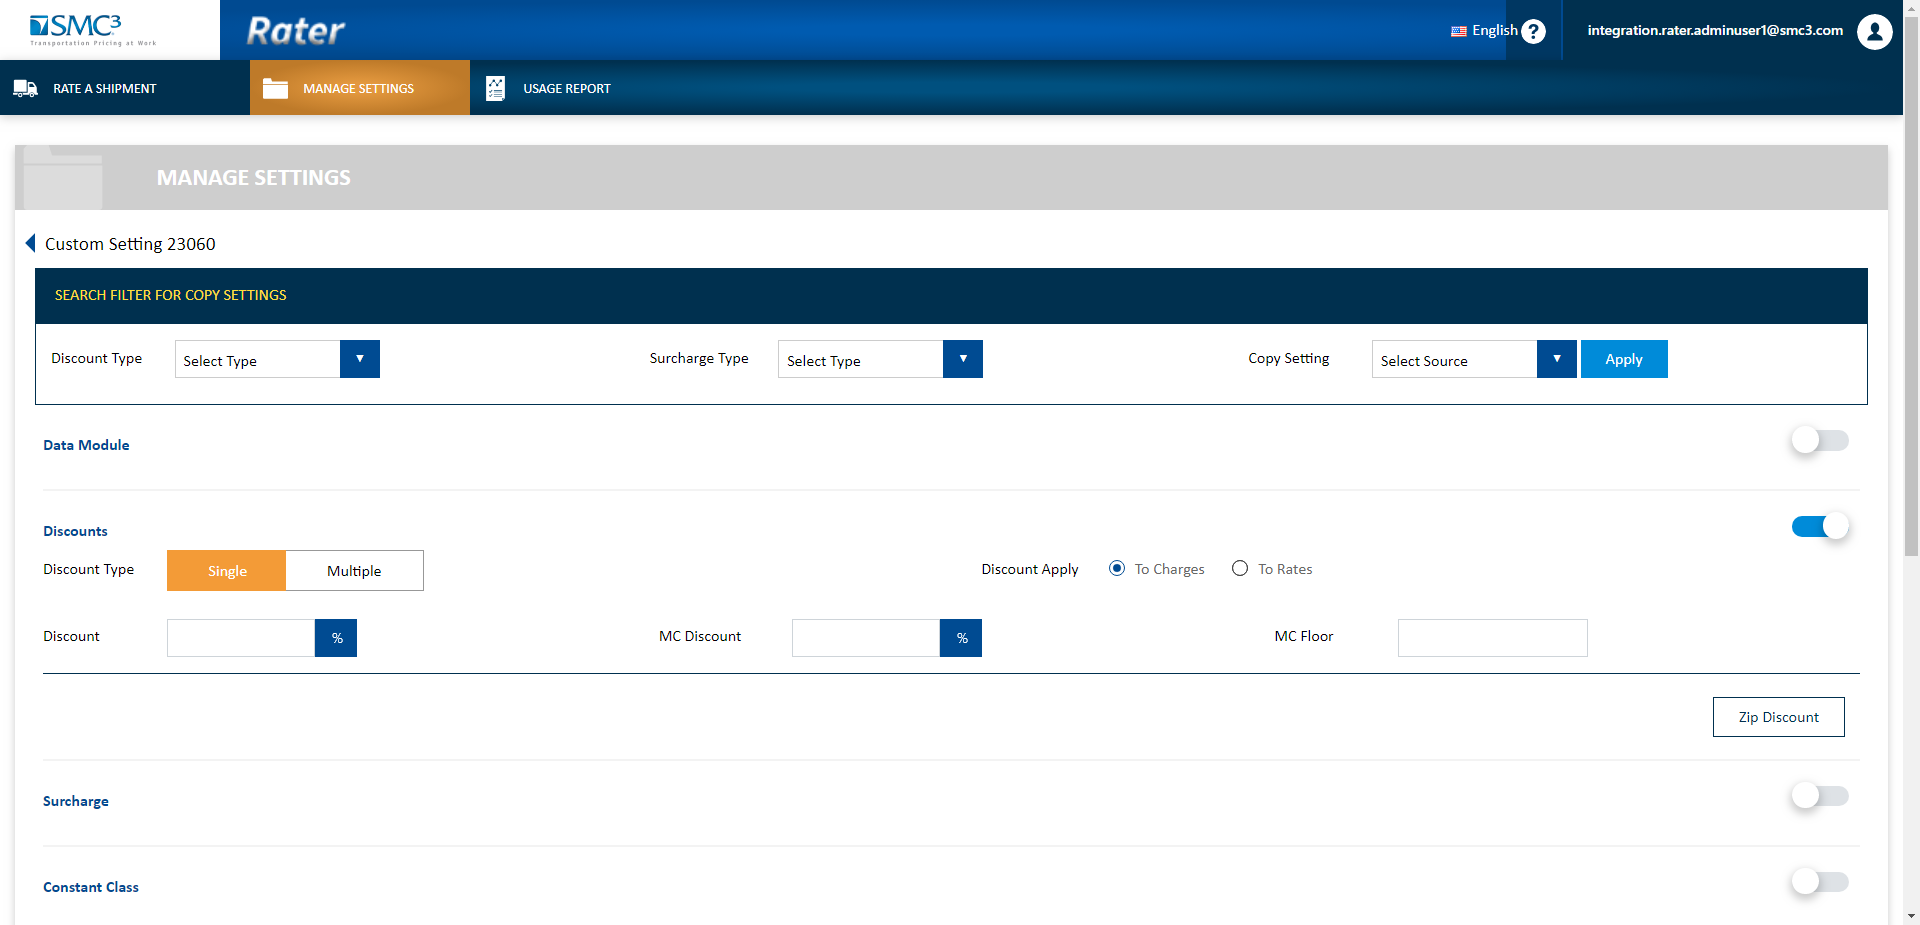 SMC³
Transportation Pricing at Work
Rater
English
?
integration.rater.adminuser1@smc3.com
RATE A SHIPMENT
MANAGE SETTINGS
USAGE REPORT
MANAGE SETTINGS
Custom Setting 23060
SEARCH FILTER FOR COPY SETTINGS
Discount Type
Select Type
Surcharge Type
Select Type
Copy Setting
Select Source
Apply
Data Module
Discounts
Discount Type
Single
Multiple
Discount Apply
To Charges
To Rates
Discount
%
MC Discount
%
MC Floor
Zip Discount
Surcharge
Constant Class